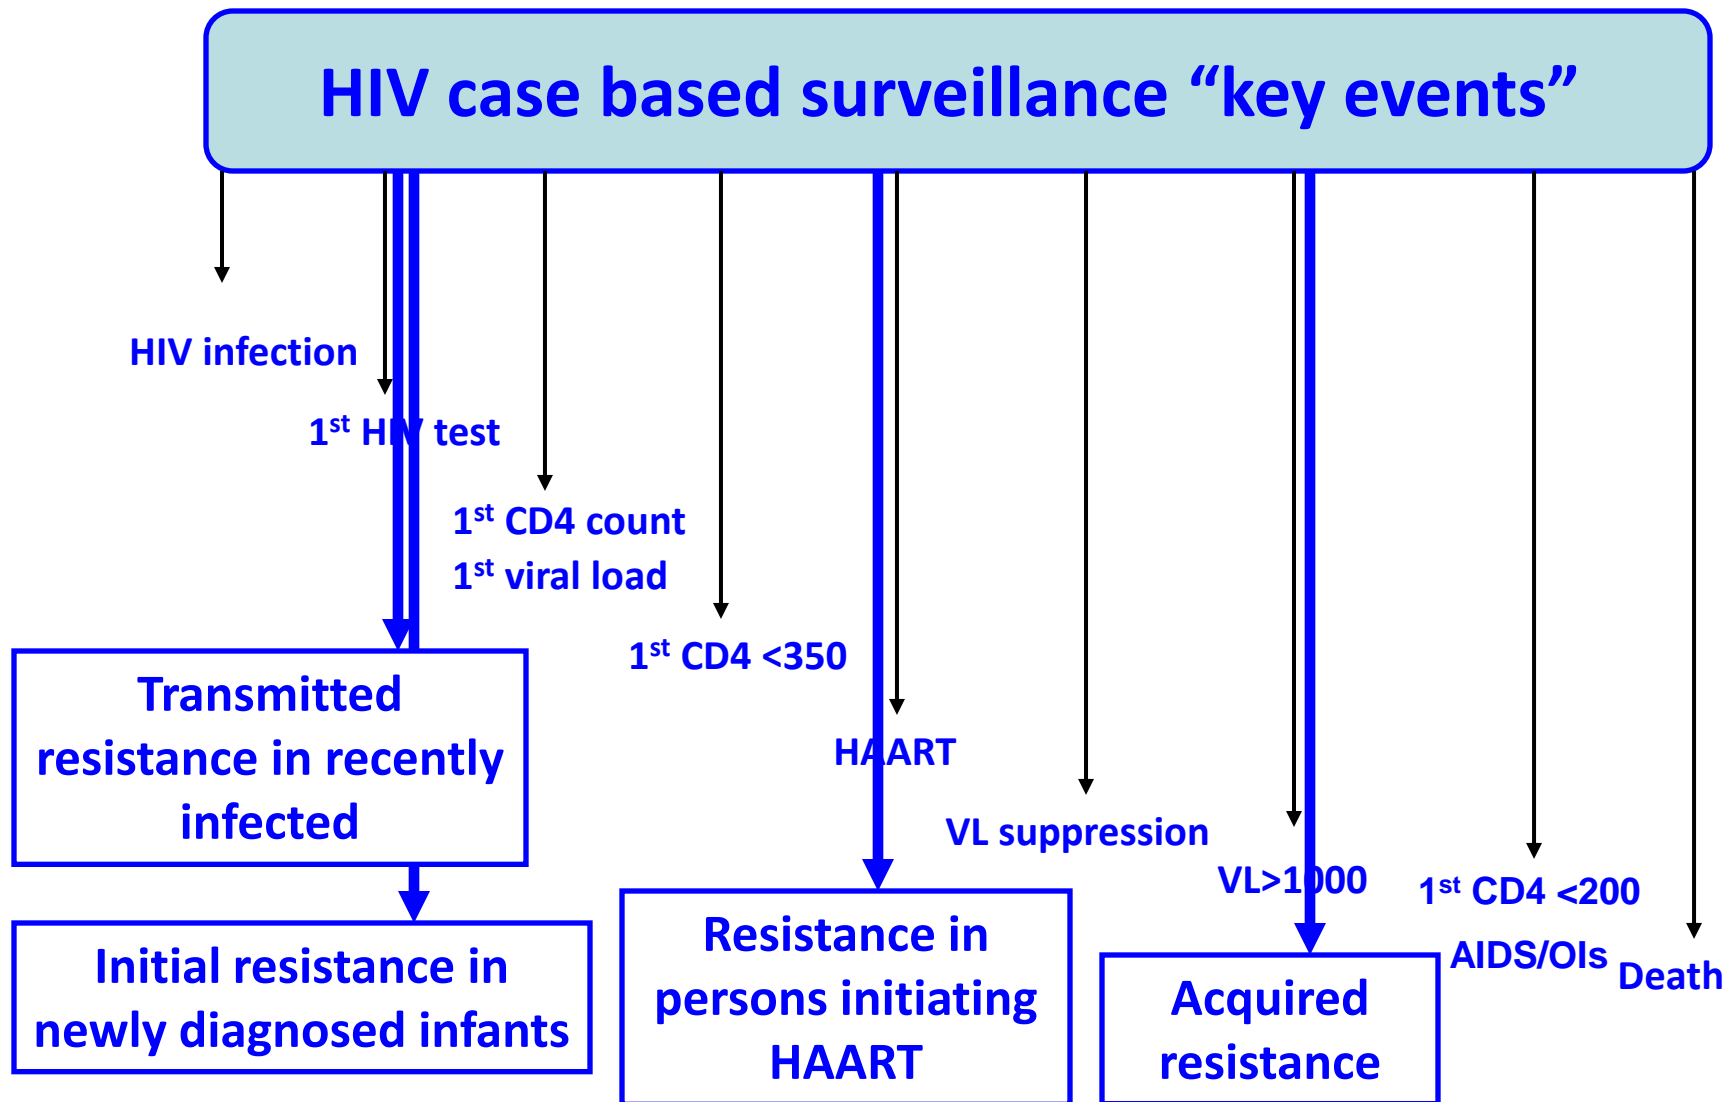 HIV case based surveillance “key events”
HIV infection
1st HIV test
1st CD4 count
1st viral load
1st CD4 <350
HAART
VL suppression
VL>1000
1st CD4 <200
AIDS/OIs
Death
Transmitted
resistance in recently
infected
Initial resistance in
newly diagnosed infants
Resistance in
persons initiating
HAART
Acquired
resistance